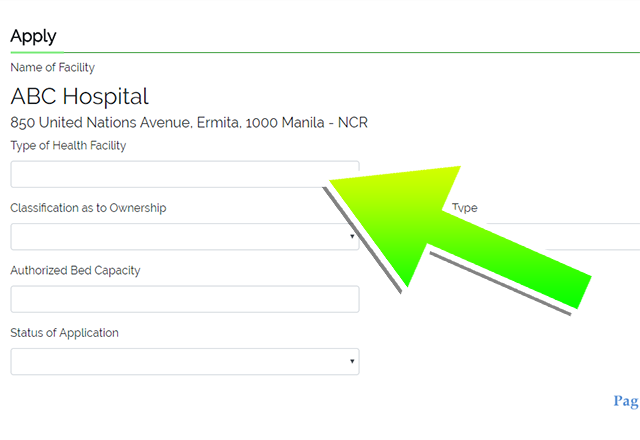 Apply
Name of Facility
ABC Hospital
850 United Nations Avenue, Ermita, 1000 Manila - NCR
Type of Health Facility
Classification as to Ownership
Type
Authorized Bed Capacity
Status of Application
Pag